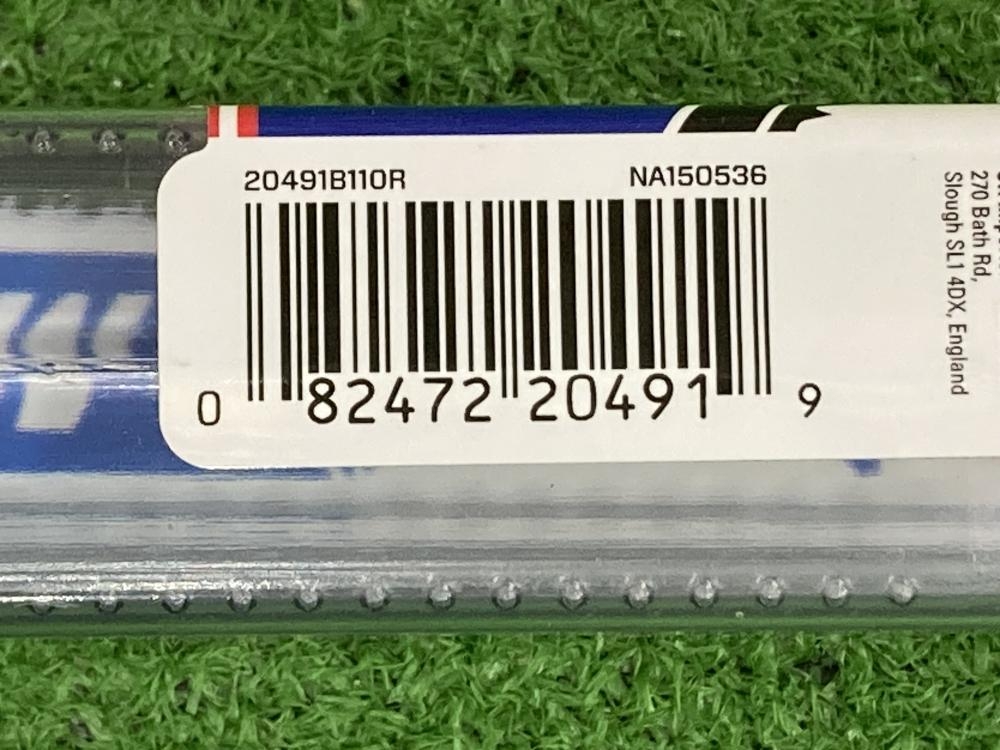 20491B110R NA150536
0 82472 20491 9
270 Bath Rd,
Slough SL1 4DX, England